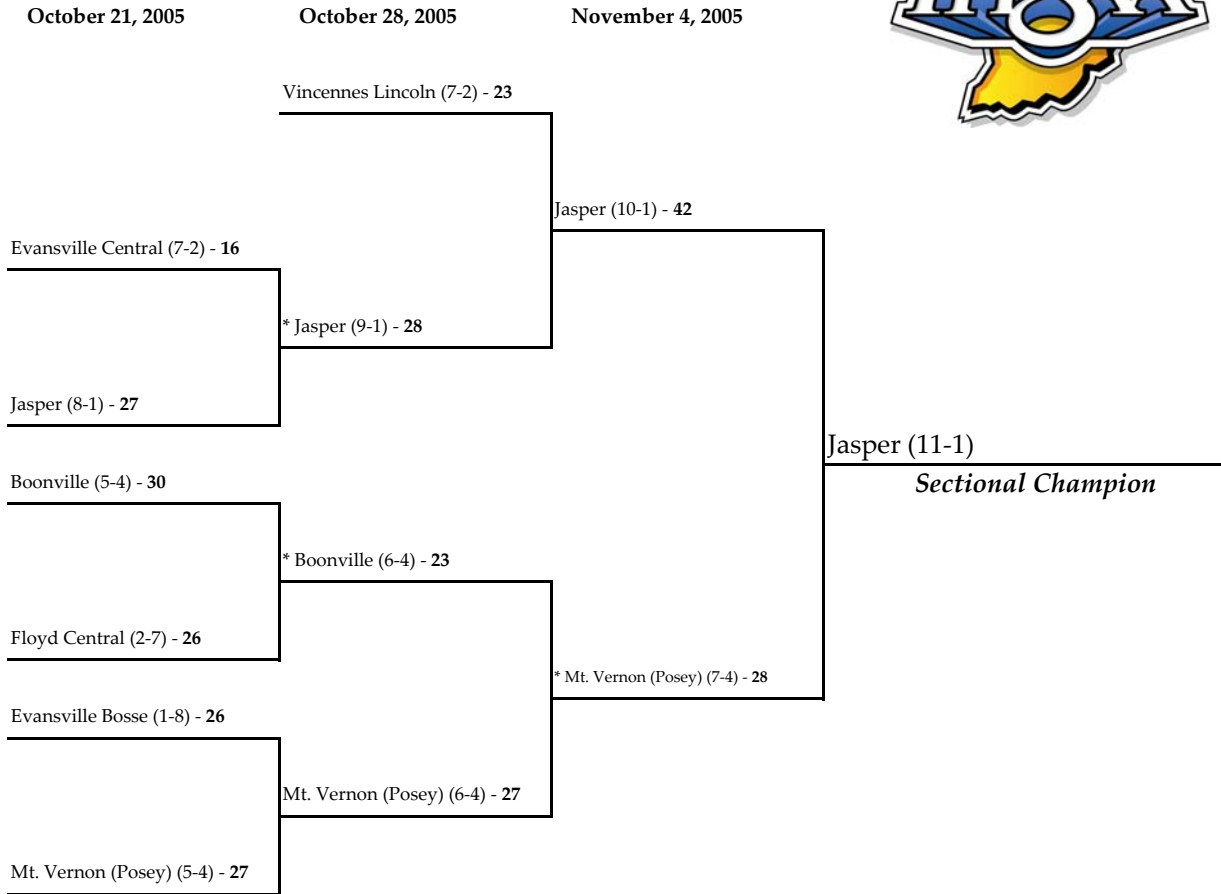 October 21, 2005 October 28, 2005 November 4, 2005
Vincennes Lincoln (7-2) - 23
Jasper (10-1) - 42
Evansville Central (7-2) - 16
* Jasper (9-1) - 28
Jasper (8-1) - 27
Jasper (11-1)
Sectional Champion
Boonville (5-4) - 30
* Boonville (6-4) - 23
Floyd Central (2-7) - 26
* Mt. Vernon (Posey) (7-4) - 28
Evansville Bosse (1-8) - 26
Mt. Vernon (Posey) (6-4) - 27
Mt. Vernon (Posey) (5-4) - 27